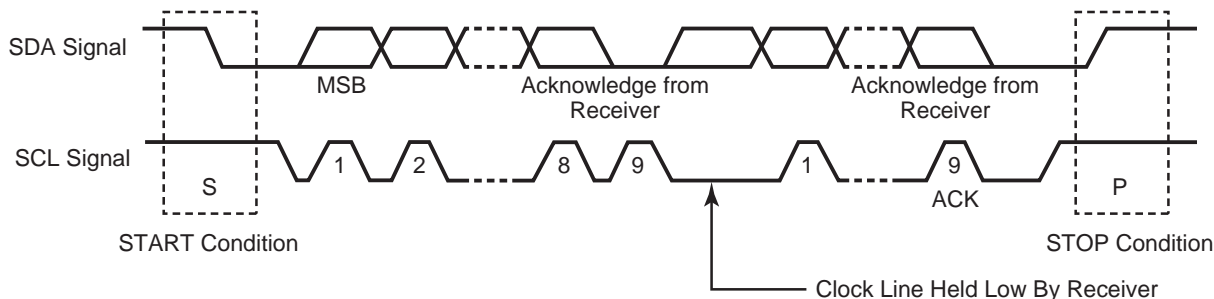 SDA Signal
MSB
Acknowledge from
Receiver
Acknowledge from
Receiver
SCL Signal
1
2
8
9
1
9
ACK
S
P
START Condition
STOP Condition
Clock Line Held Low By Receiver